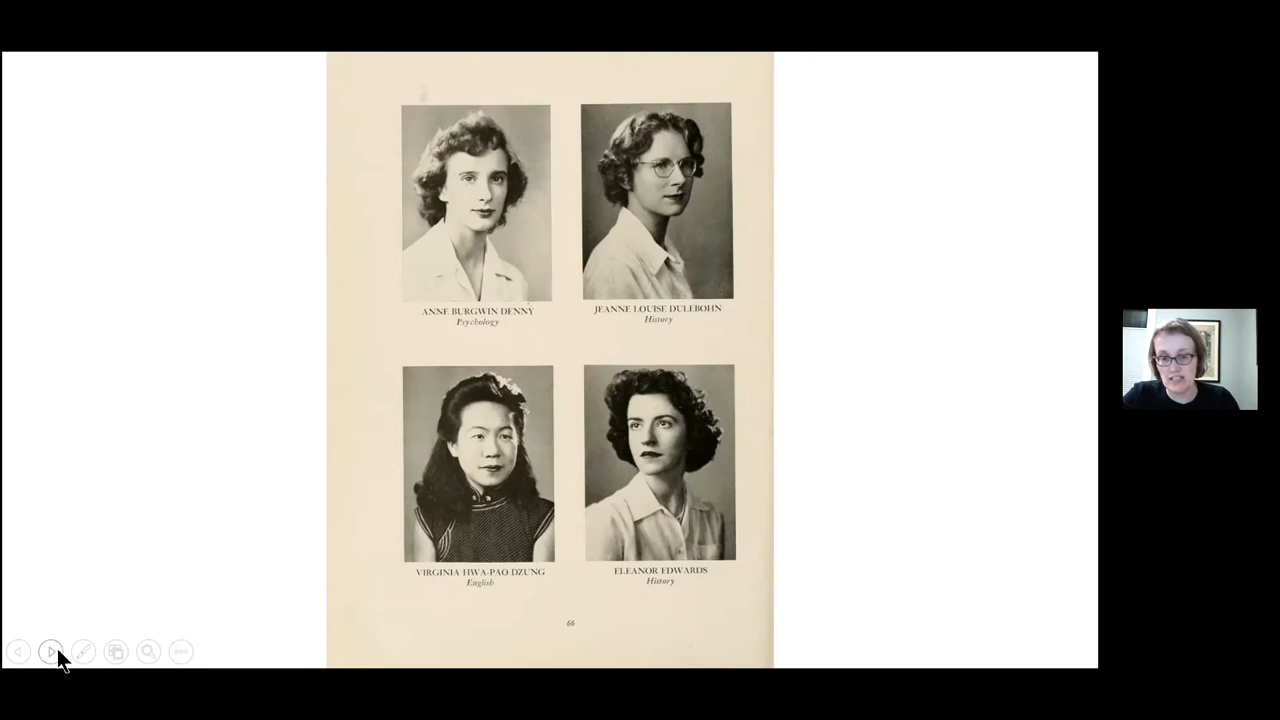 ANNE BURGWIN DENNY
Psychology
JEANNE LOUISE DULEBOHN
History
VIRGINIA HWA-PAO DZUNG
English
ELEANOR EDWARDS
History
66